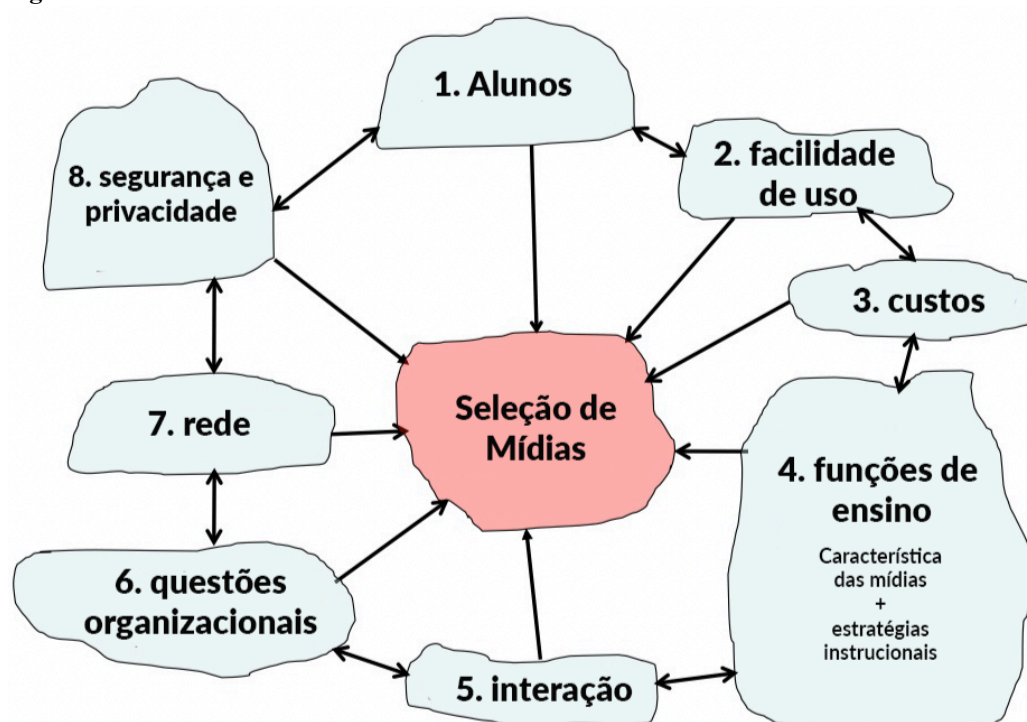 1. Alunos
2. facilidade
de uso
3. custos
4. funções de
ensino
Característica
das mídias
+
estratégias
instrucionais
5. interação
6. questões
organizacionais
7. rede
8. segurança e
privacidade
Seleção de
Mídias